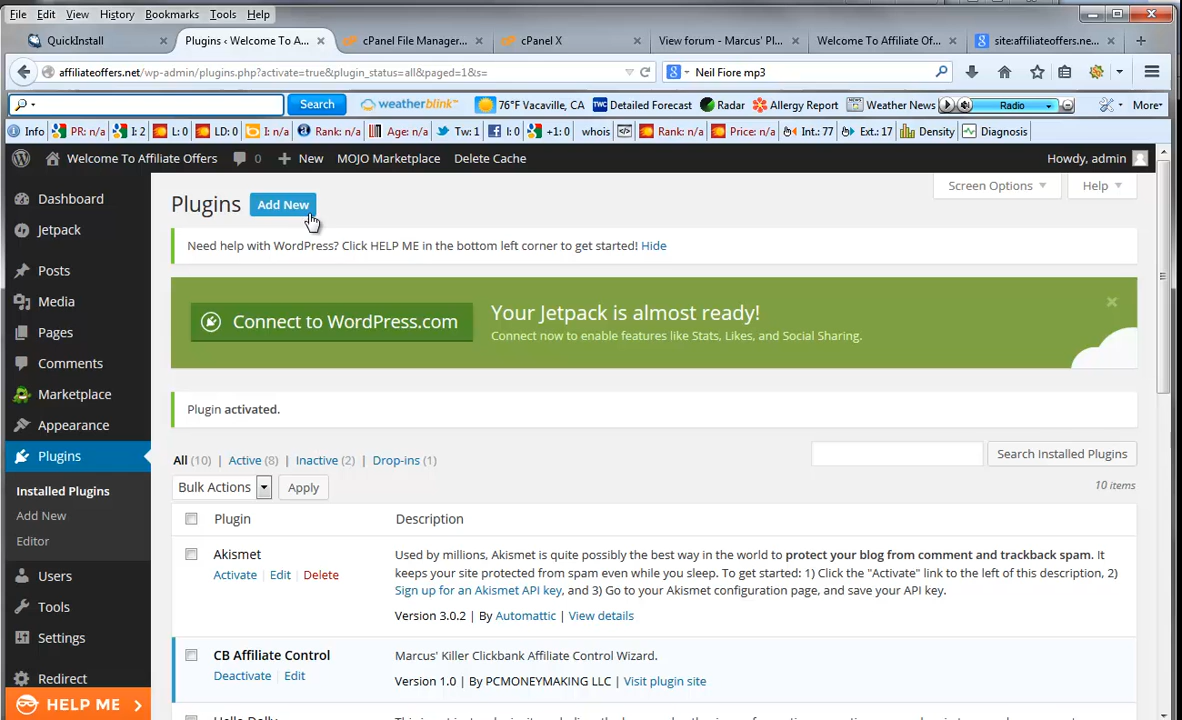 File Edit View History Bookmarks Tools Help
QuickInstall × Plugins ‹ Welcome To A... × cPanel File Manager... × cPanel X × View forum - Marcus' Pl... × Welcome To Affiliate Of... × site:affiliateoffers.ne... × +
affiliateoffers.net/wp-admin/plugins.php?activate=true&plugin_status=all&paged=1&s= Neil Fiore mp3
Search weatherblink™ 76°F Vacaville, CA TWC Detailed Forecast Radar Allergy Report Weather News Radio More›
Info PR: n/a I: 2 L: 0 LD: 0 I: n/a Rank: n/a Age: n/a Tw: 1 I: 0 +1: 0 whois Rank: n/a Price: n/a Int.: 77 Ext.: 17 Density Diagnosis
Welcome To Affiliate Offers 0 + New MOJO Marketplace Delete Cache Howdy, admin
Screen Options Help
Dashboard
Jetpack
Posts
Media
Pages
Comments
Marketplace
Appearance
Plugins
Installed Plugins
Add New
Editor
Users
Tools
Settings
Redirect
HELP ME
Plugins Add New
Need help with WordPress? Click HELP ME in the bottom left corner to get started! Hide
Connect to WordPress.com
Your Jetpack is almost ready!
Connect now to enable features like Stats, Likes, and Social Sharing.
Plugin activated.
All (10) | Active (8) | Inactive (2) | Drop-ins (1)
Search Installed Plugins
Bulk Actions Apply
10 items
Plugin Description
Akismet
Activate | Edit | Delete
Used by millions, Akismet is quite possibly the best way in the world to protect your blog from comment and trackback spam. It
keeps your site protected from spam even while you sleep. To get started: 1) Click the "Activate" link to the left of this description, 2)
Sign up for an Akismet API key, and 3) Go to your Akismet configuration page, and save your API key.
Version 3.0.2 | By Automattic | View details
CB Affiliate Control
Deactivate | Edit
Marcus' Killer Clickbank Affiliate Control Wizard.
Version 1.0 | By PCMONEYMAKING LLC | Visit plugin site